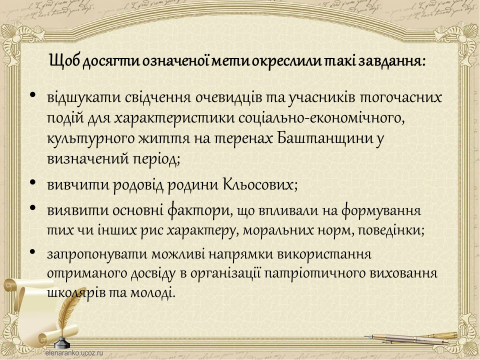 Щоб досягти означеної мети окреслили такі завдання:
• відшукати свідчення очевидців та учасників тогочасних
подій для характеристики соціально-економічного,
культурного життя на теренах Баштанщини у
визначений період;
• вивчити родовід родини Кльосових;
• виявити основні фактори, що впливали на формування
тих чи інших рис характеру, моральних норм, поведінки;
• запропонувати можливі напрямки використання
отриманого досвіду в організації патріотичного виховання
школярів та молоді.
elenaranko.ucoz.ru